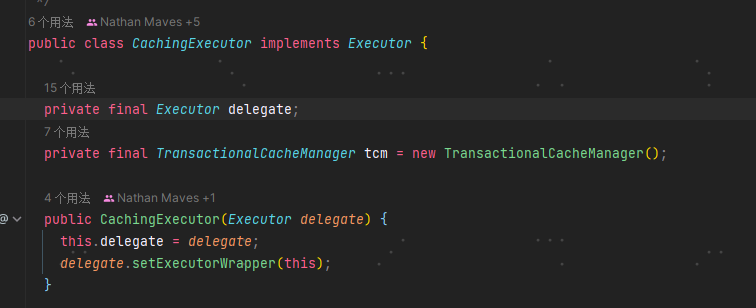 */
6 个用法 Nathan Maves +5
public class CachingExecutor implements Executor {
15 个用法
private final Executor delegate;
7 个用法
private final TransactionalCacheManager tcm = new TransactionalCacheManager();
4 个用法 Nathan Maves +1
@ public CachingExecutor(Executor delegate) {
this.delegate = delegate;
delegate.setExecutorWrapper(this);
}